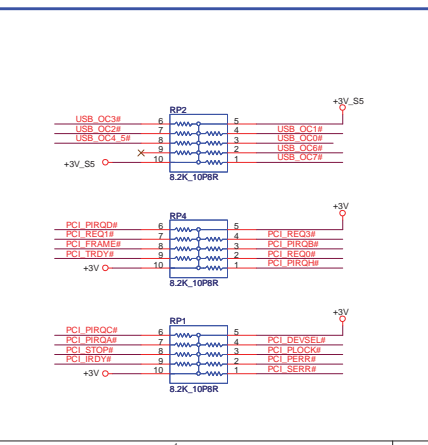 +3V_S5
RP2
USB_OC3# 6 5
USB_OC2# 7 4 USB_OC1#
USB_OC4_5# 8 3 USB_OC0#
9 2 USB_OC6#
+3V_S5 10 1 USB_OC7#
8.2K_10P8R
+3V
RP4
PCI_PIRQD# 6 5
PCI_REQ1# 7 4 PCI_REQ3#
PCI_FRAME# 8 3 PCI_PIRQB#
PCI_TRDY# 9 2 PCI_REQ0#
+3V 10 1 PCI_PIRQH#
8.2K_10P8R
+3V
RP1
PCI_PIRQC# 6 5
PCI_PIRQA# 7 4 PCI_DEVSEL#
PCI_STOP# 8 3 PCI_PLOCK#
PCI_IRDY# 9 2 PCI_PERR#
+3V 10 1 PCI_SERR#
8.2K_10P8R